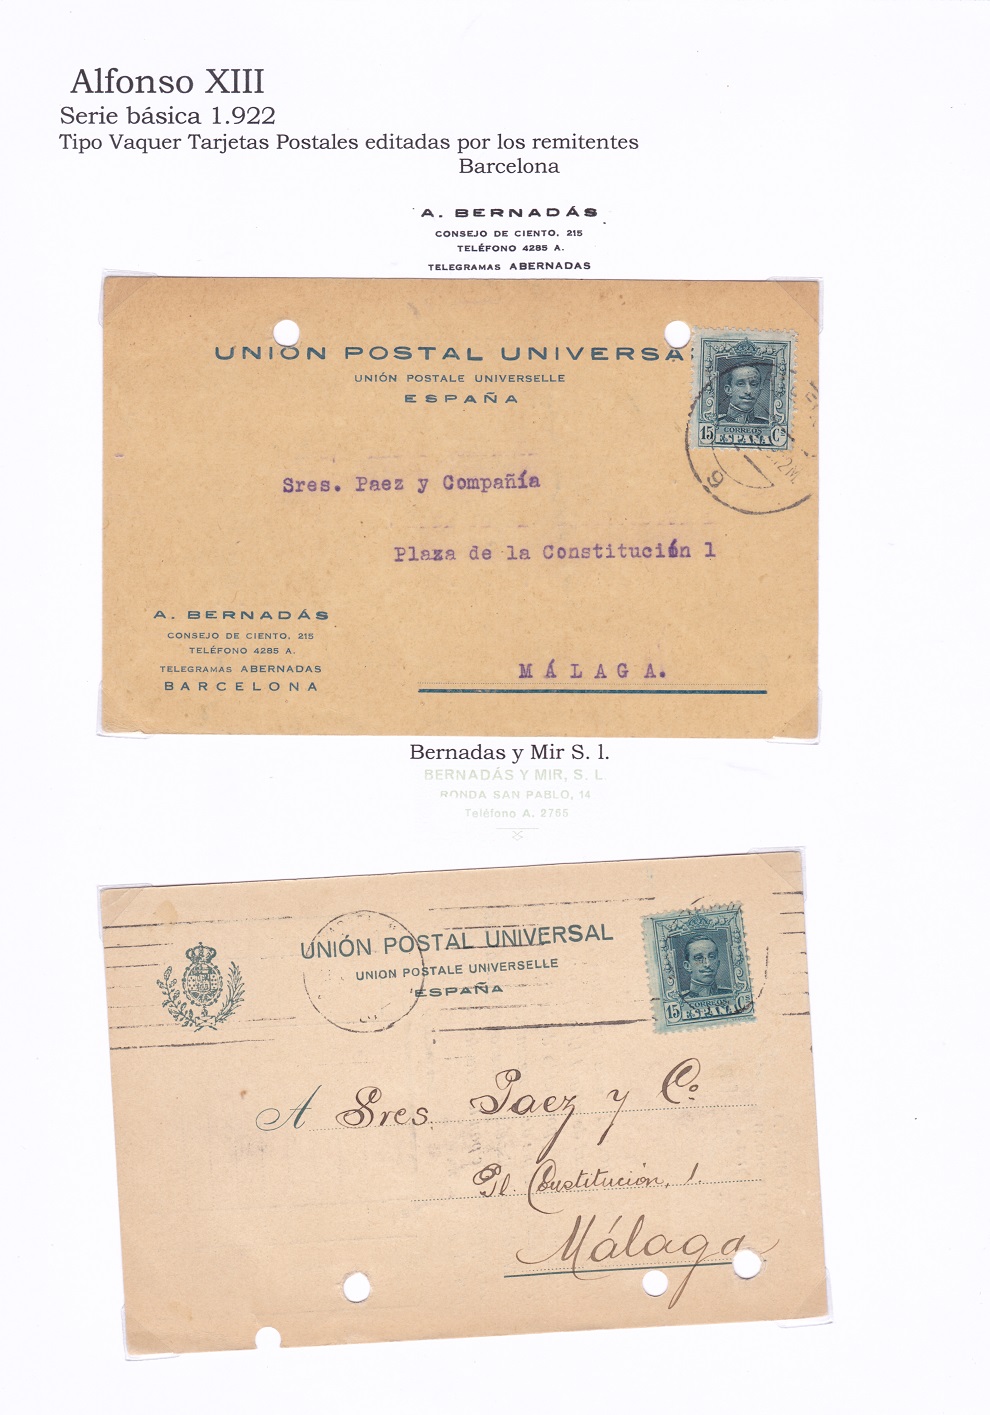 Alfonso XIII
Serie básica 1.922
Tipo Vaquer Tarjetas Postales editadas por los remitentes
Barcelona
A. BERNADÁS
CONSEJO DE CIENTO, 215
TELÉFONO 4285 A.
TELEGRAMAS ABERNADAS
UNIÓN POSTAL UNIVERSA
UNIÓN POSTALE UNIVERSELLE
ESPAÑA
CORREOS
15 ESPAÑA Cs
Sres. Paez y Compañía
Plaza de la Constitución 1
A. BERNADÁS
CONSEJO DE CIENTO, 215
TELÉFONO 4285 A.
TELEGRAMAS ABERNADAS
BARCELONA
MÁLAGA.
Bernadas y Mir S. l.
BERNADÁS Y MIR, S. L.
RONDA SAN PABLO, 14
Teléfono A. 2765
UNIÓN POSTAL UNIVERSAL
UNION POSTALE UNIVERSELLE
ESPAÑA
CORREOS
15 ESPAÑA Cs
A Sres. Paez y Cº
Pl. Constitución, 1.
Málaga